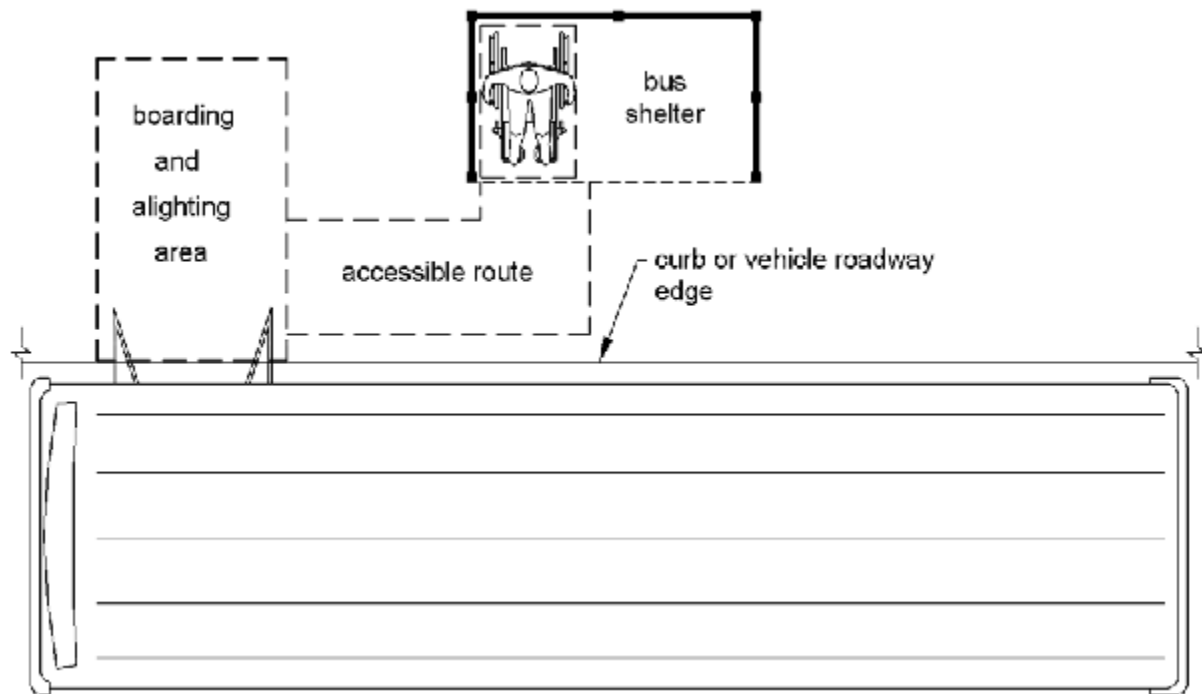 boarding
and
alighting
area
bus
shelter
accessible route
curb or vehicle roadway
edge